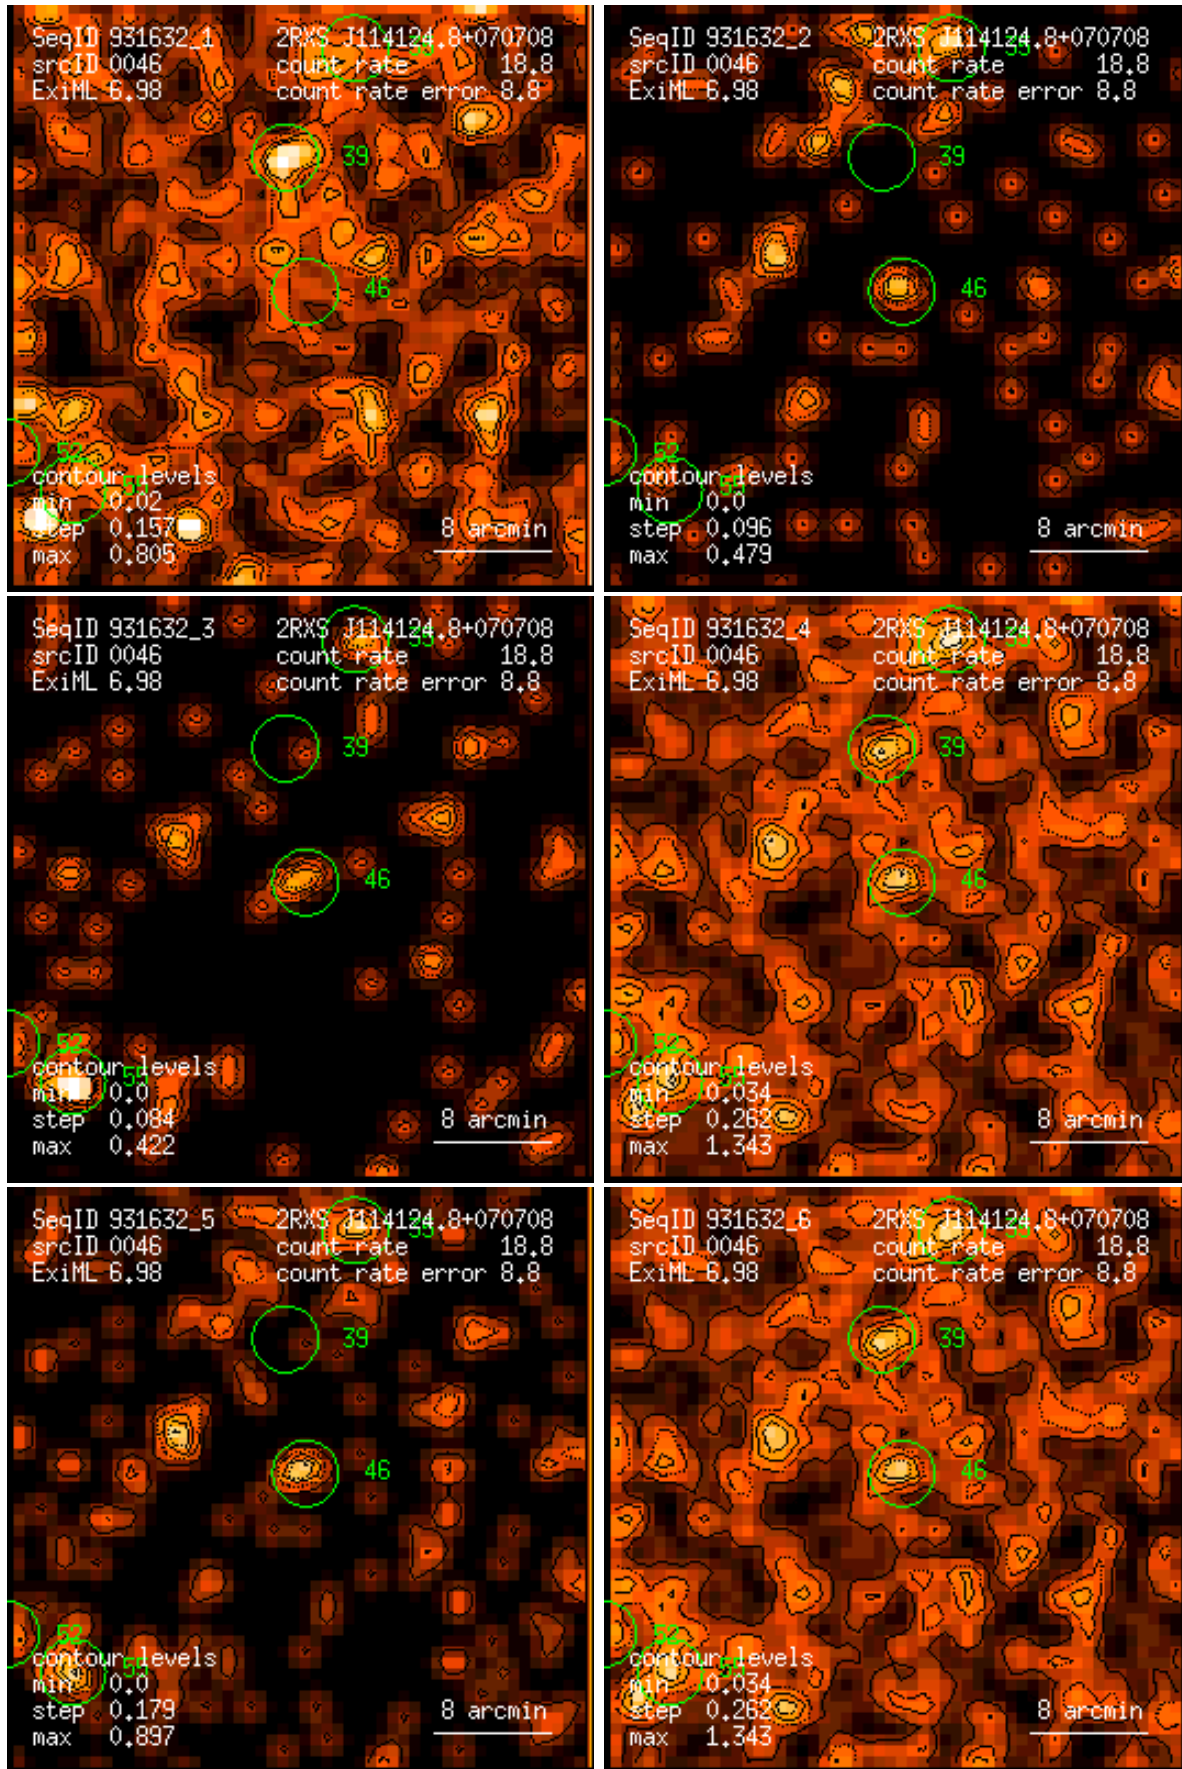 SeqID 931632_1 2RXS J114124.8+070708
srcID 0046 count rate 18.8
ExiML 6.98 count rate error 8.8
39
46
52
contour levels
min 0.02
step 0.157 8 arcmin
max 0.805
SeqID 931632_2 2RXS J114124.8+070708
srcID 0046 count rate 18.8
ExiML 6.98 count rate error 8.8
39
46
52
contour levels
min 0.0
step 0.096 8 arcmin
max 0.479
SeqID 931632_3 2RXS J114124.8+070708
srcID 0046 count rate 18.8
ExiML 6.98 count rate error 8.8
39
46
52
contour levels
min 0.0
step 0.084 8 arcmin
max 0.422
SeqID 931632_4 2RXS J114124.8+070708
srcID 0046 count rate 18.8
ExiML 6.98 count rate error 8.8
39
46
52
contour levels
min 0.034
step 0.262 8 arcmin
max 1.343
SeqID 931632_5 2RXS J114124.8+070708
srcID 0046 count rate 18.8
ExiML 6.98 count rate error 8.8
39
46
52
contour levels
min 0.0
step 0.179 8 arcmin
max 0.897
SeqID 931632_6 2RXS J114124.8+070708
srcID 0046 count rate 18.8
ExiML 6.98 count rate error 8.8
39
46
52
contour levels
min 0.034
step 0.262 8 arcmin
max 1.343